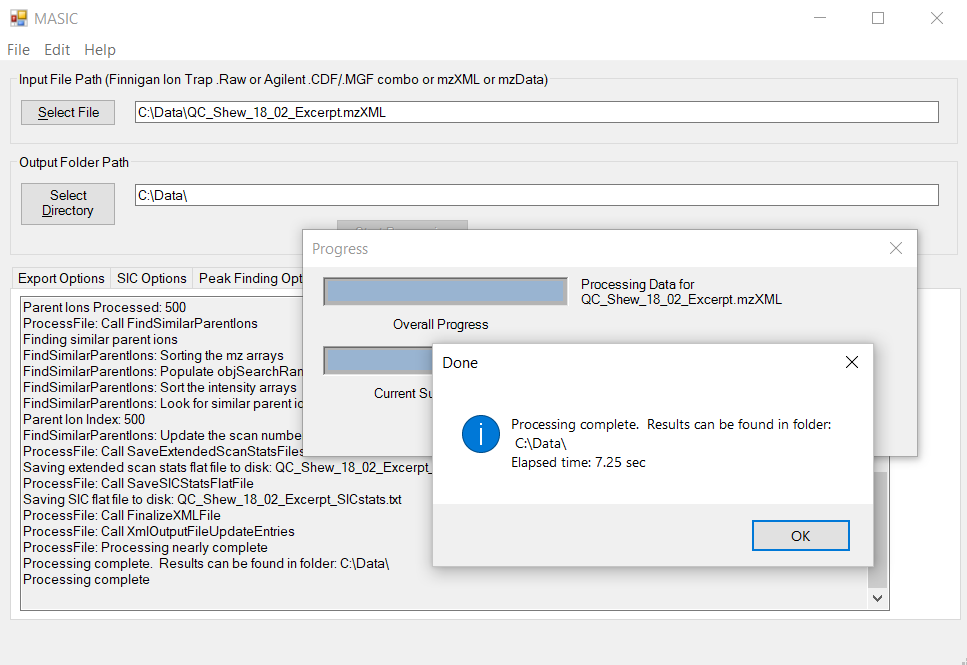 MASIC
File Edit Help
Input File Path (Finnigan Ion Trap .Raw or Agilent .CDF/.MGF combo or mzXML or mzData)
Select File
C:\Data\QC_Shew_18_02_Excerpt.mzXML
Output Folder Path
Select
Directory
C:\Data\
Progress
Processing Data for
QC_Shew_18_02_Excerpt.mzXML
Overall Progress
Current Su
Export Options SIC Options Peak Finding Opt
Parent Ions Processed: 500
ProcessFile: Call FindSimilarParentIons
Finding similar parent ions
FindSimilarParentIons: Sorting the mz arrays
FindSimilarParentIons: Populate objSearchRan
FindSimilarParentIons: Sort the intensity arrays
FindSimilarParentIons: Look for similar parent io
Parent Ion Index: 500
FindSimilarParentIons: Update the scan numbe
ProcessFile: Call SaveExtendedScanStatsFiles
Saving extended scan stats flat file to disk: QC_Shew_18_02_Excerpt_
ProcessFile: Call SaveSICStatsFlatFile
Saving SIC flat file to disk: QC_Shew_18_02_Excerpt_SICstats.txt
ProcessFile: Call FinalizeXMLFile
ProcessFile: Call XmlOutputFileUpdateEntries
ProcessFile: Processing nearly complete
Processing complete. Results can be found in folder: C:\Data\
Processing complete
Done
Processing complete. Results can be found in folder:
C:\Data\
Elapsed time: 7.25 sec
OK